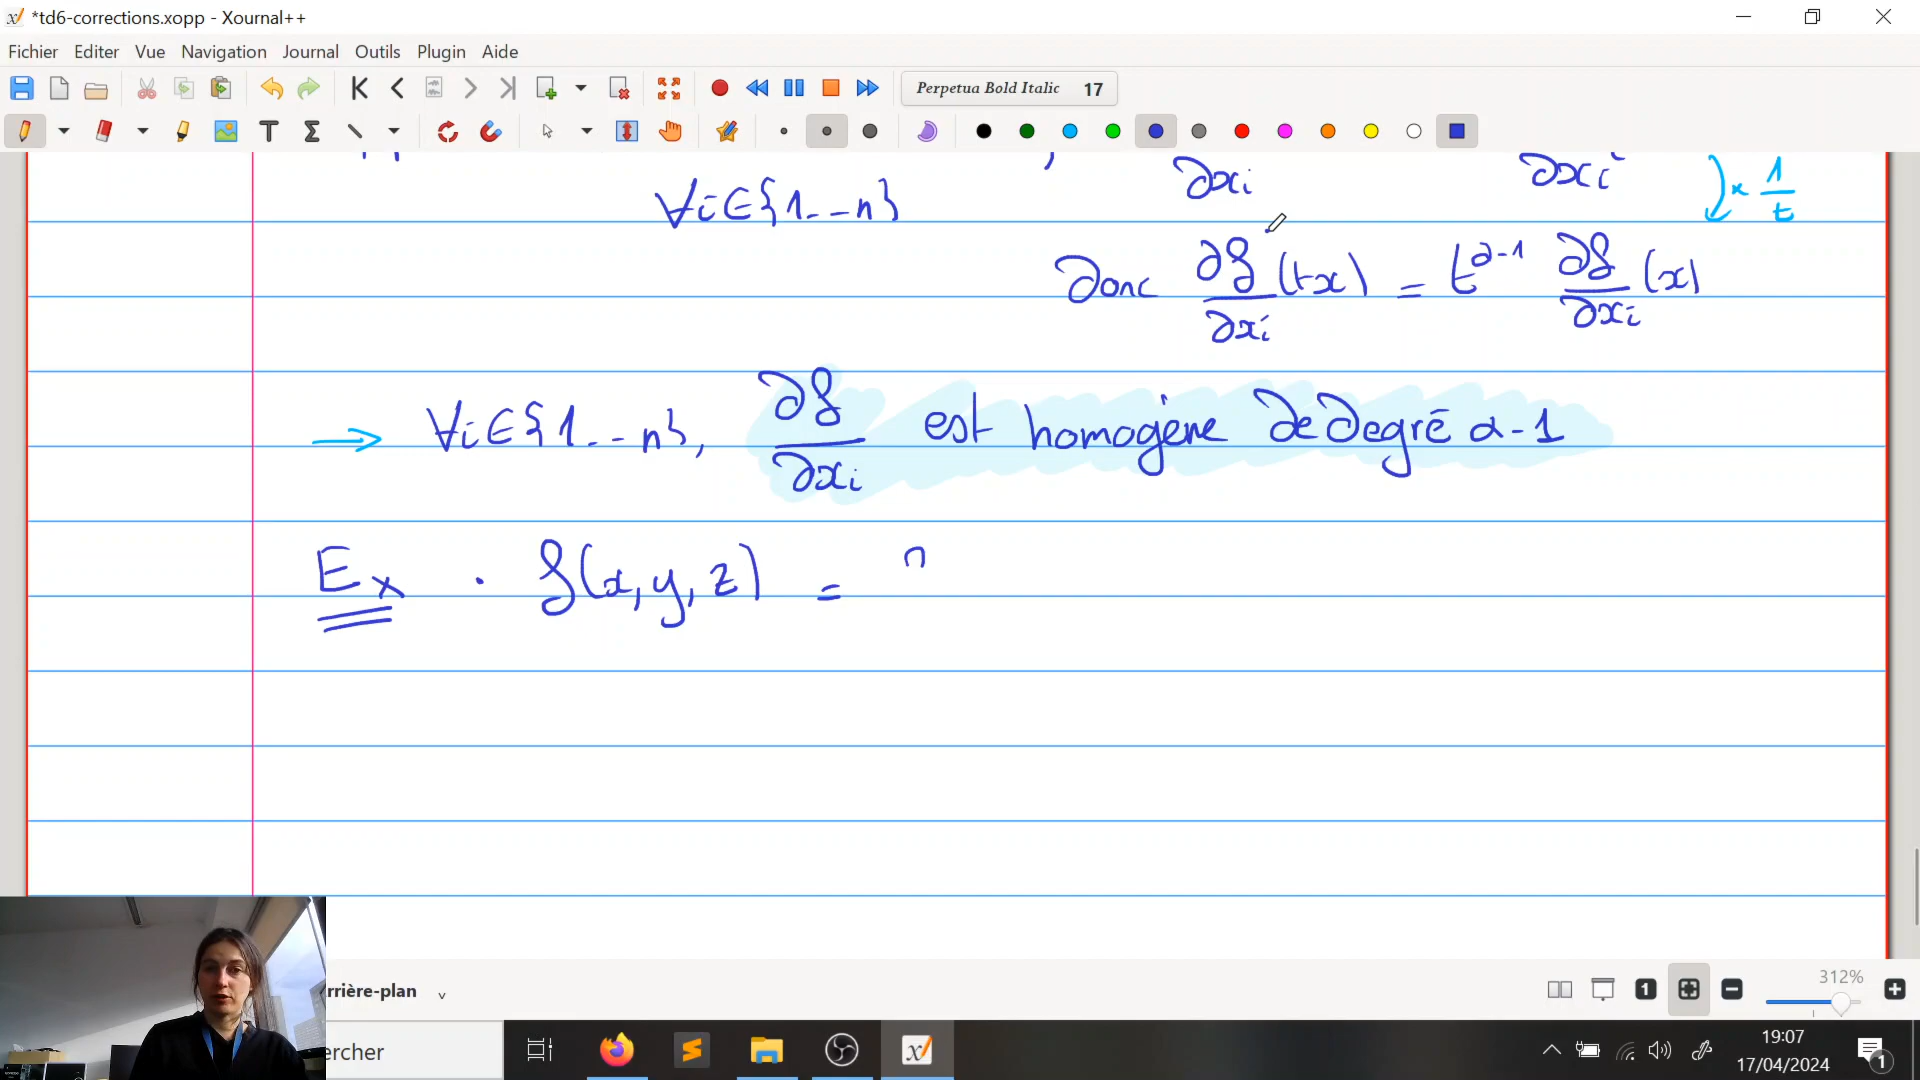 *td6-corrections.xopp - Xournal++
Fichier Editer Vue Navigation Journal Outils Plugin Aide
Perpetua Bold Italic 17
∀i∈{1--n} , ∂xi ∂xi × 1/t
Donc ∂f/∂xi (tx) = t^α-1 ∂f/∂xi (x)
→ ∀i∈{1--n}, ∂f/∂xi est homogène de degré α-1
Ex · f(x,y,z) =
rrière-plan
312%
ercher
19:07
17/04/2024
1